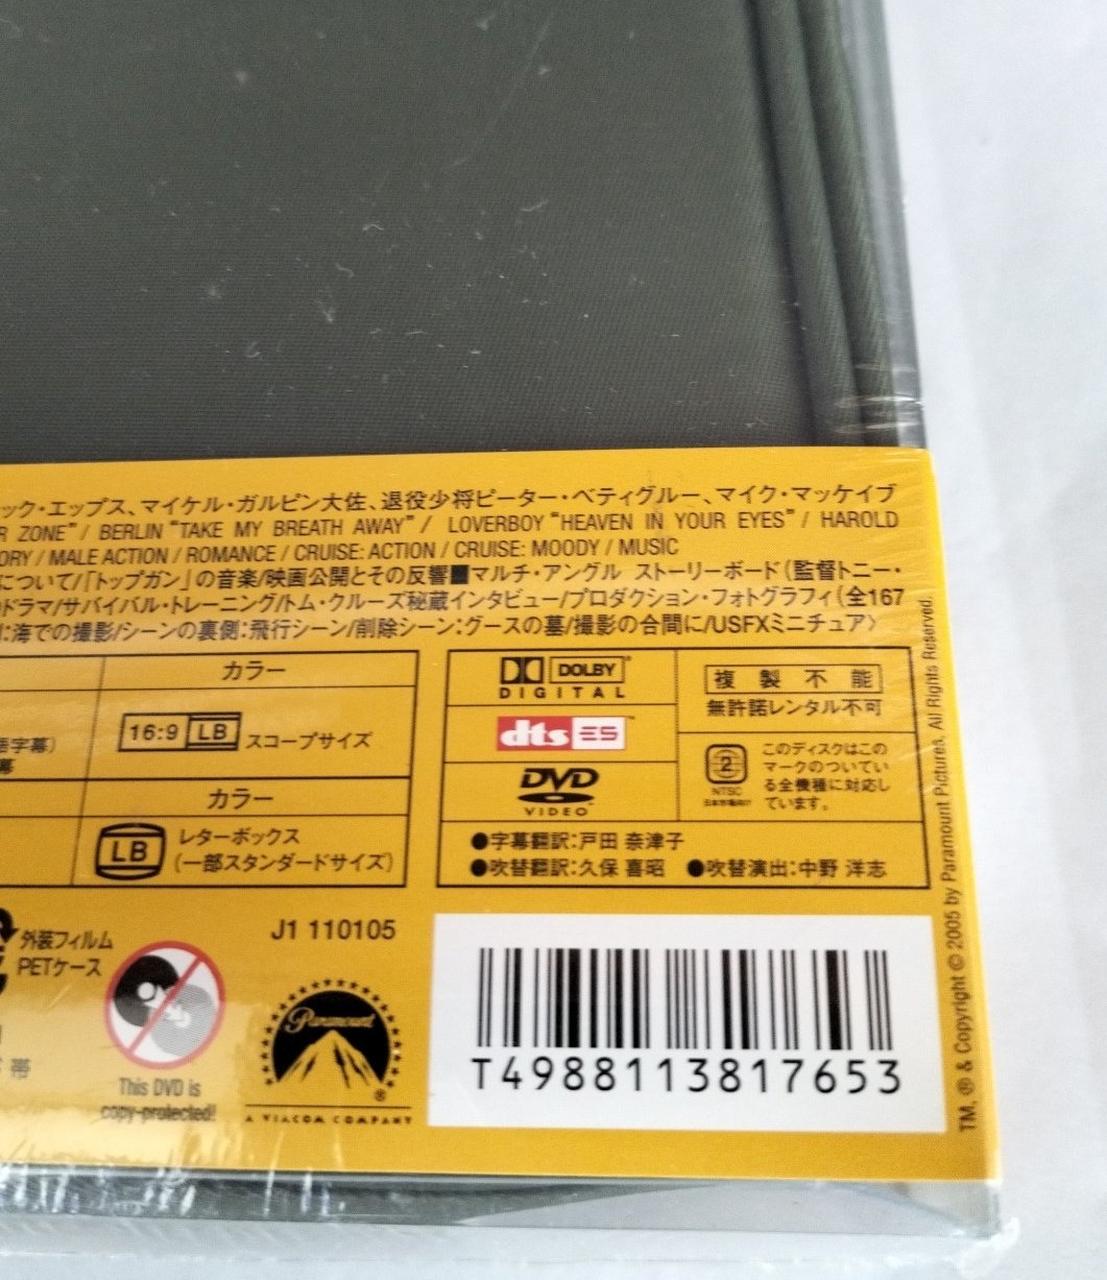 ック・エップス、マイケル・ガルピン大佐、退役少将ピーター・ペティグルー、マイク・マッケイブ
R ZONE" / BERLIN "TAKE MY BREATH AWAY" / LOVERBOY "HEAVEN IN YOUR EYES" / HAROLD
ORY / MALE ACTION / ROMANCE / CRUISE: ACTION / CRUISE: MOODY / MUSIC
について/「トップガン」の音楽/映画公開とその反響■マルチ・アングル ストーリーボード(監督トニー・
ドラマ/サバイバル・トレーニング/トム・クルーズ秘蔵インタビュー/プロダクション・フォトグラフィ(全167
:海での撮影/シーンの裏側:飛行シーン/削除シーン:グースの墓/撮影の合間に/USFXミニチュア〉
カラー
16:9 LB スコープサイズ
語字幕)
幕
カラー
LB
レターボックス
(一部スタンダードサイズ)
DOLBY
DIGITAL
dts ES
DVD
VIDEO
複製不能
無許諾レンタル不可
2
NTSC
日本市場向け
このディスクはこの
マークのついてい
る全機種に対応し
ています。
●字幕翻訳:戸田 奈津子
●吹替翻訳:久保 喜昭 ●吹替演出:中野 洋志
外装フィルム
PETケース
帯
This DVD is
copy-protected!
J1 110105
Paramount
®
A VIACOM COMPANY
T4988113817653
TM, ® & Copyright © 2005 by Paramount Pictures. All Rights Reserved.